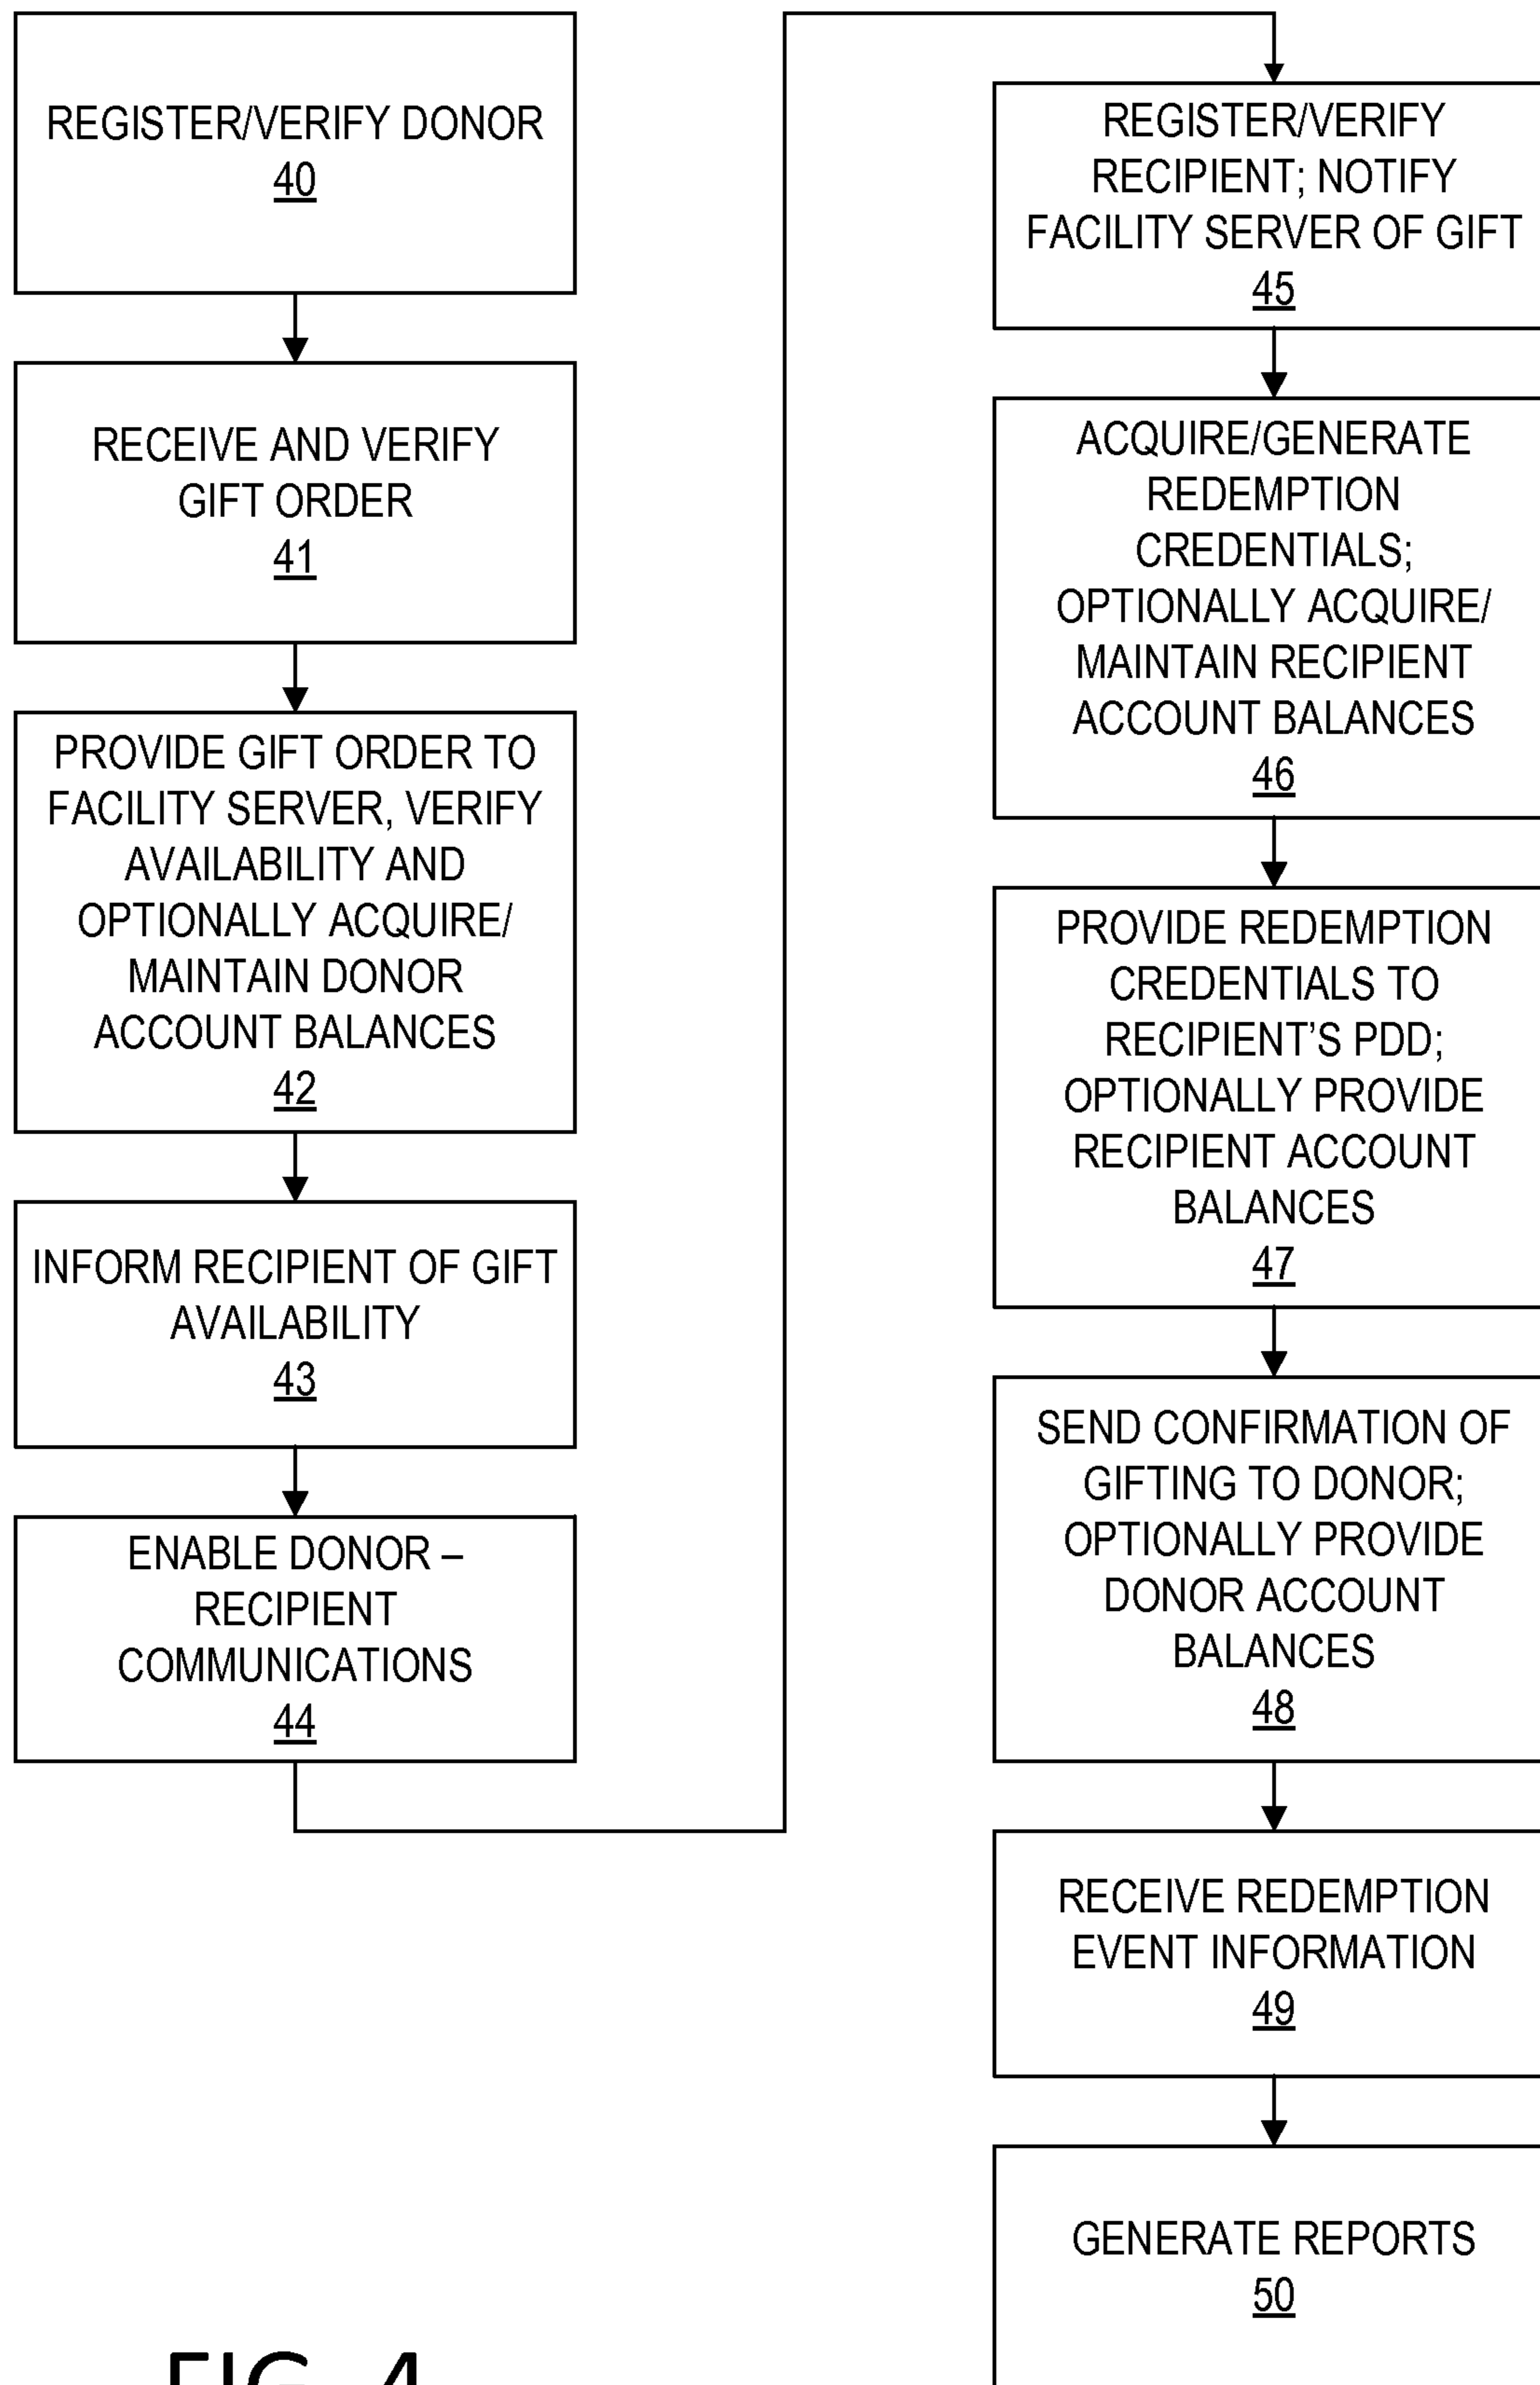 REGISTER/VERIFY DONOR
40
RECEIVE AND VERIFY
GIFT ORDER
41
PROVIDE GIFT ORDER TO
FACILITY SERVER, VERIFY
AVAILABILITY AND
OPTIONALLY ACQUIRE/
MAINTAIN DONOR
ACCOUNT BALANCES
42
INFORM RECIPIENT OF GIFT
AVAILABILITY
43
ENABLE DONOR –
RECIPIENT
COMMUNICATIONS
44
REGISTER/VERIFY
RECIPIENT; NOTIFY
FACILITY SERVER OF GIFT
45
ACQUIRE/GENERATE
REDEMPTION
CREDENTIALS;
OPTIONALLY ACQUIRE/
MAINTAIN RECIPIENT
ACCOUNT BALANCES
46
PROVIDE REDEMPTION
CREDENTIALS TO
RECIPIENT’S PDD;
OPTIONALLY PROVIDE
RECIPIENT ACCOUNT
BALANCES
47
SEND CONFIRMATION OF
GIFTING TO DONOR;
OPTIONALLY PROVIDE
DONOR ACCOUNT
BALANCES
48
RECEIVE REDEMPTION
EVENT INFORMATION
49
GENERATE REPORTS
50
FIG. 4